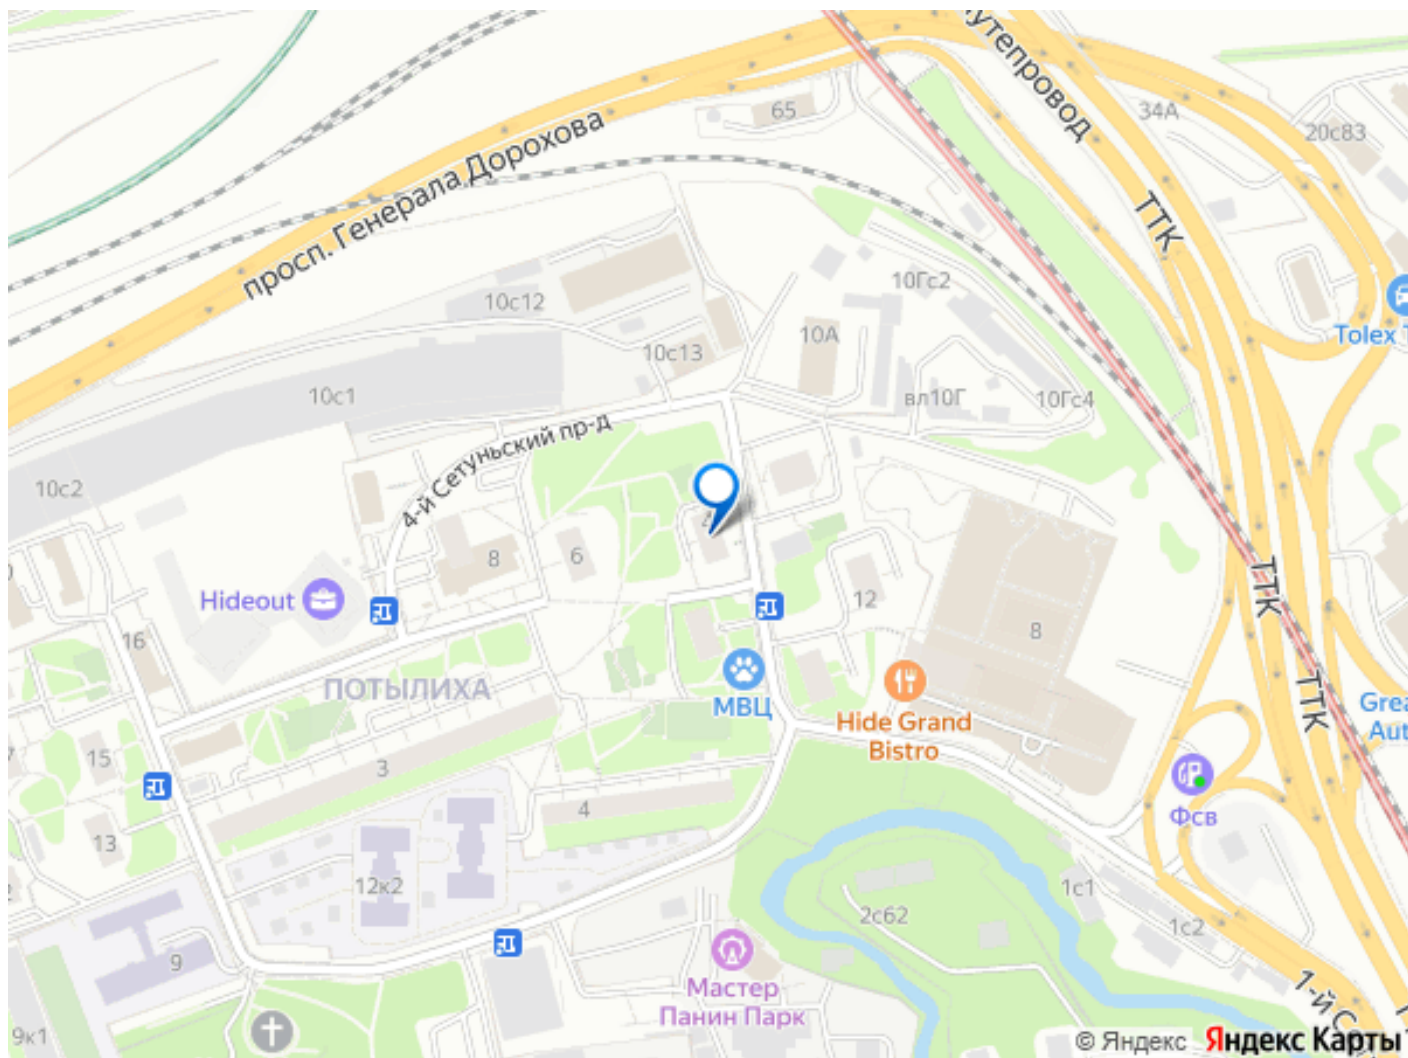 путепровод
65
34А
20с83
просп. Генерала Дорохова
ТТК
10Гс2
10с12
Tolex
10А
10с13
10с1
вл10Г
10Гс4
4-й Сетуньский пр-д
10с2
4
8
6
Hideout
12
ТТК
16
8
ПОТЫЛИХА
МВЦ
Hide Grand
Bistro
ТТК
15
3
4
Фсв
13
12к2
1с1
2с62
1с2
9
Мастер
Панин Парк
1-й С
9к1
© Яндекс Яндекс Карты